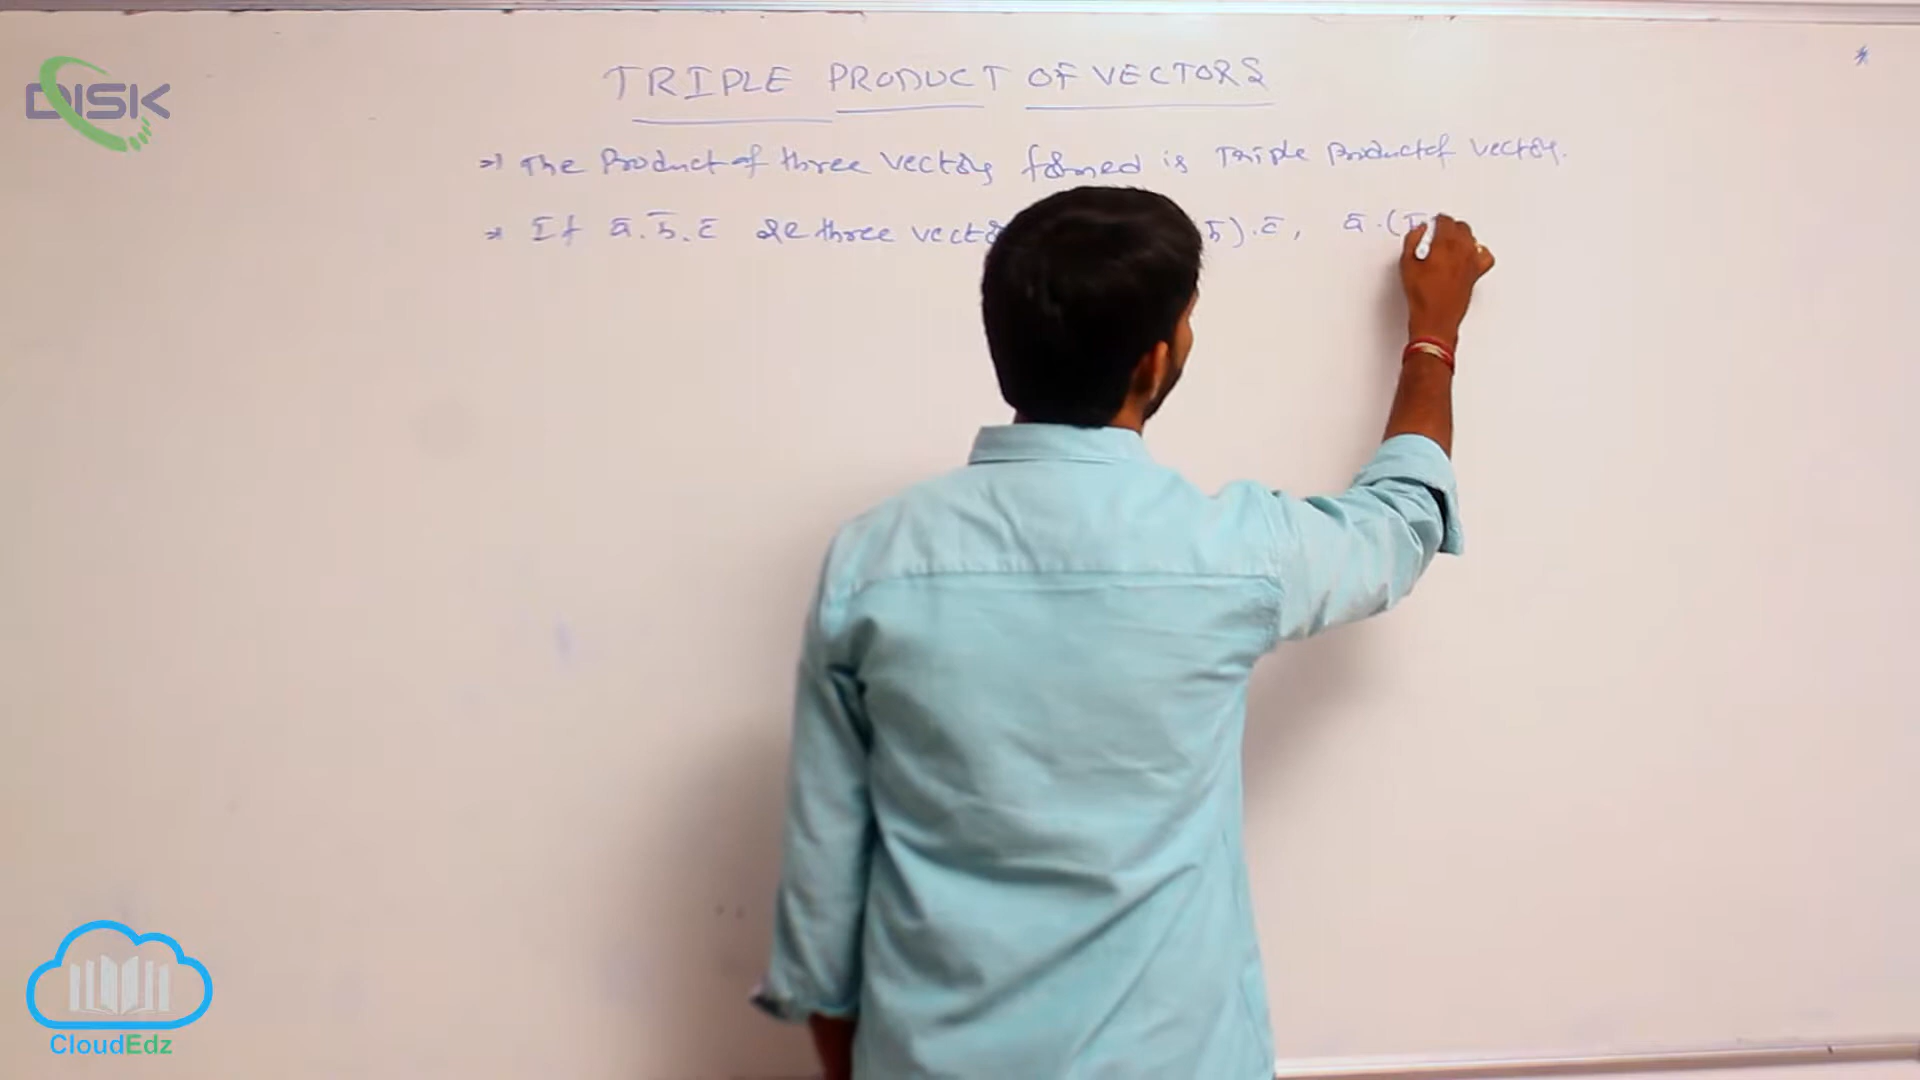 DISK
TRIPLE PRODUCT OF VECTORS
⇒ The Product of three vectors formed is Triple Product of vectors.
⇒ If ā.b̄.c̄ are three vecto b̄).c̄, ā.(b̄
CloudEdz